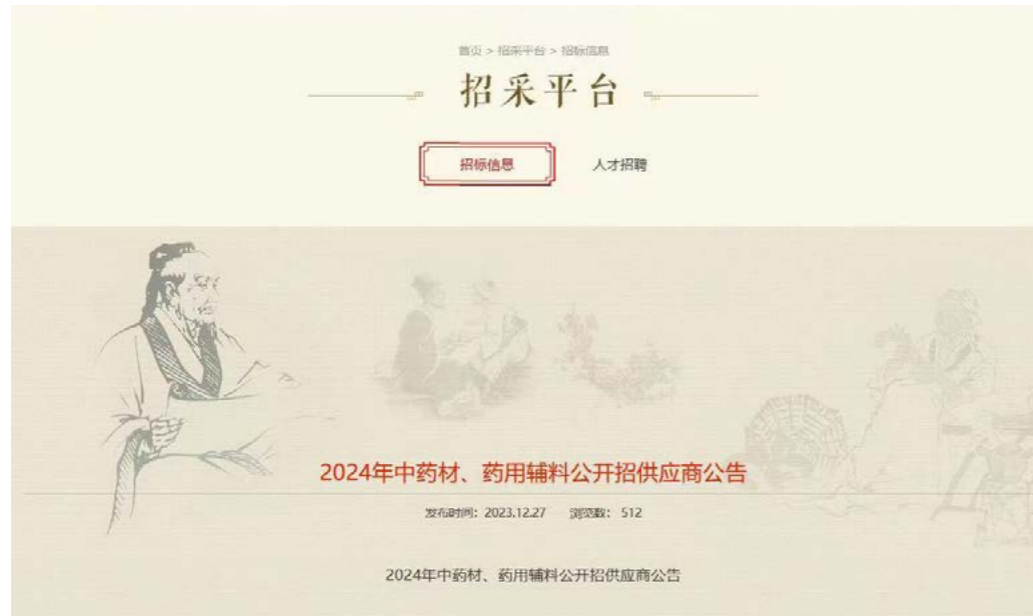 首页 > 招采平台 > 招标信息
招采平台
招标信息 人才招聘
2024年中药材、药用辅料公开招供应商公告
发布时间：2023.12.27 浏览数： 512
2024年中药材、药用辅料公开招供应商公告